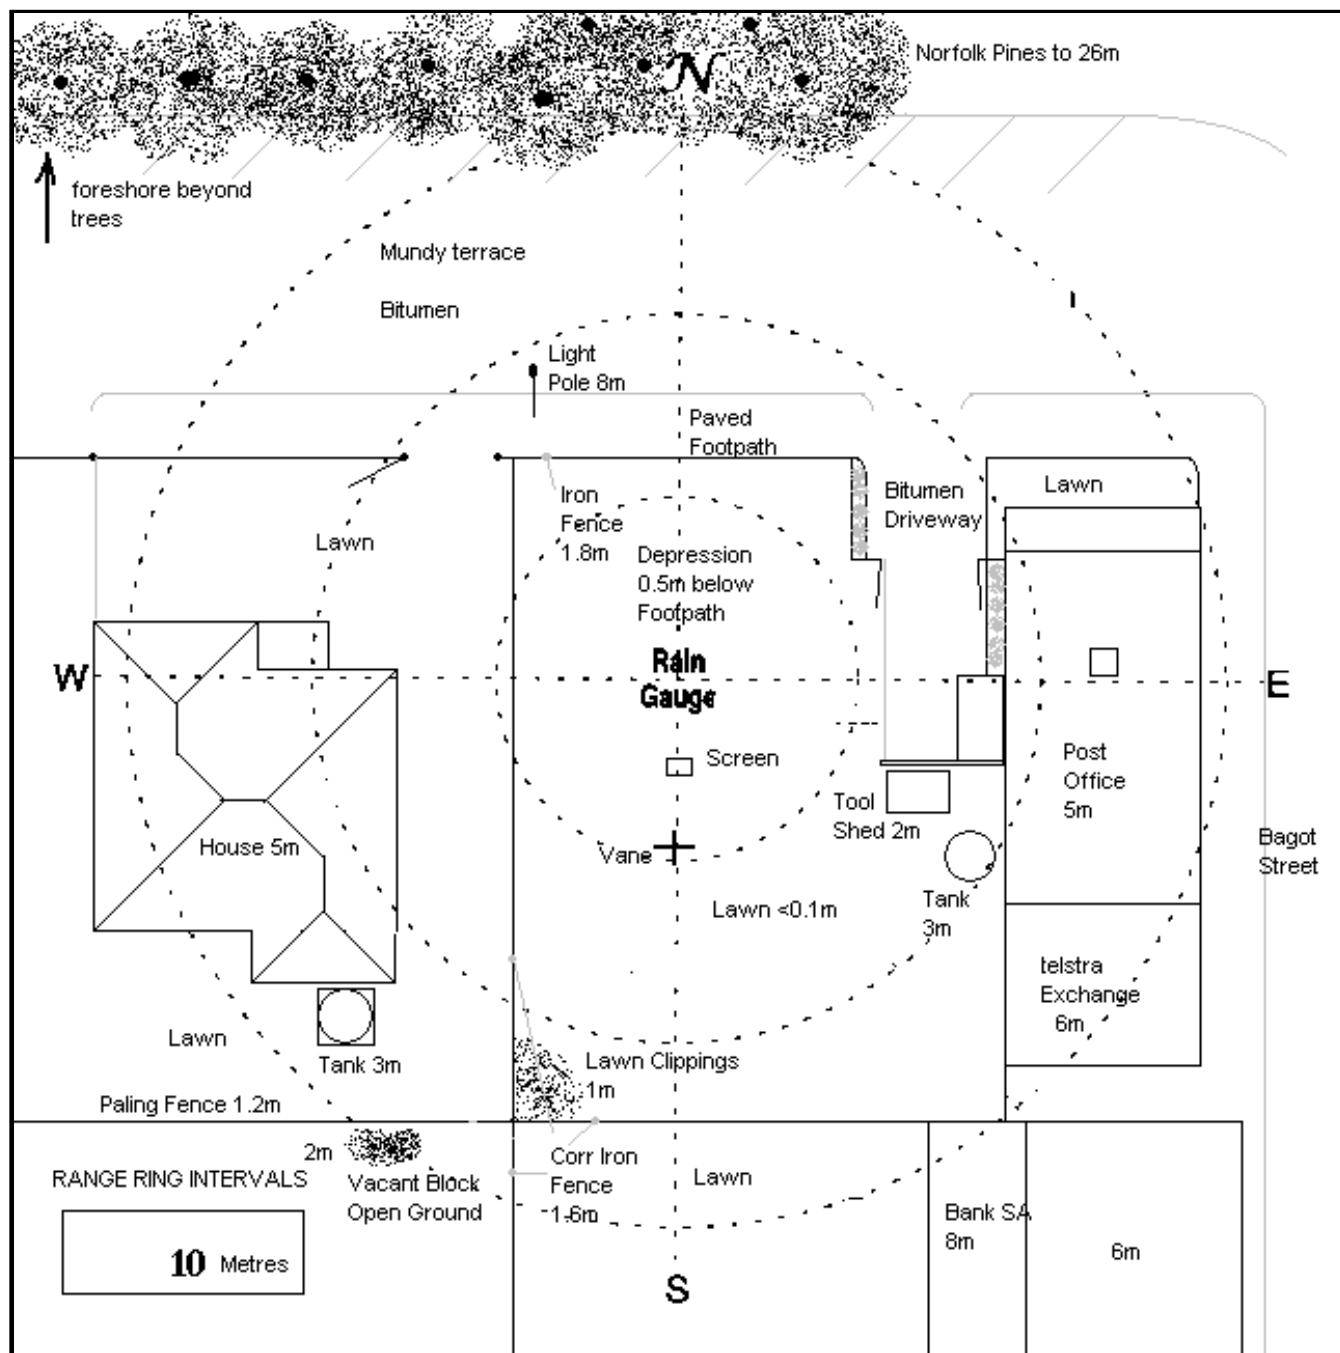 N
Norfolk Pines to 26m
foreshore beyond
trees
Mundy terrace
Bitumen
Light
Pole 8m
Paved
Footpath
Iron
Fence
1.8m
Bitumen
Driveway
Lawn
Lawn
Depression
0.5m below
Footpath
W
Rain
Gauge
E
Screen
Post
Office
5m
Tool
Shed 2m
House 5m
Vane
Bagot
Street
Tank
3m
Lawn <0.1m
telstra
Exchange
6m
Lawn
Tank 3m
Lawn Clippings
1m
Paling Fence 1.2m
2m
RANGE RING INTERVALS
Vacant Block
Open Ground
Corr Iron
Fence
1-6m
Lawn
Bank SA
8m
6m
10 Metres
S